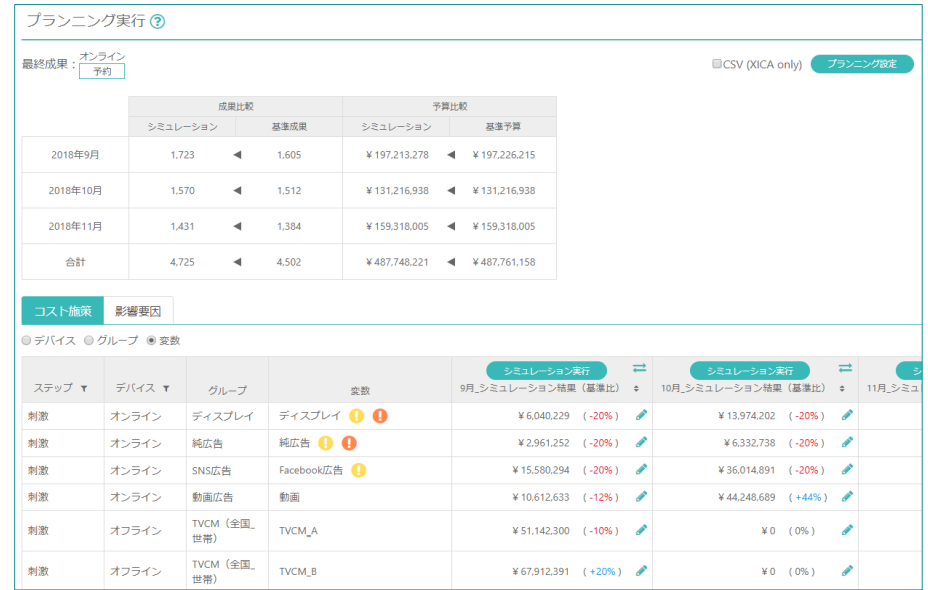 プランニング実行 ?
最終成果： オンライン 予約
CSV (XICA only) プランニング設定
成果比較 予算比較
シミュレーション 基準成果 シミュレーション 基準予算
2018年9月 1,723 ◀ 1,605 ¥ 197,213,278 ◀ ¥ 197,226,215
2018年10月 1,570 ◀ 1,512 ¥ 131,216,938 ◀ ¥ 131,216,938
2018年11月 1,431 ◀ 1,384 ¥ 159,318,005 ◀ ¥ 159,318,005
合計 4,725 ◀ 4,502 ¥ 487,748,221 ◀ ¥ 487,761,158
コスト施策 影響要因
デバイス グループ 変数
シミュレーション実行 シミュレーション実行 シ
ステップ デバイス グループ 変数 9月_シミュレーション結果（基準比） 10月_シミュレーション結果（基準比） 11月_シミュ
刺激 オンライン ディスプレイ ディスプレイ ! ! ¥ 6,040,229 ( -20% ) ¥ 13,974,202 ( -20% )
刺激 オンライン 純広告 純広告 ! ! ¥ 2,961,252 ( -20% ) ¥ 6,332,738 ( -20% )
刺激 オンライン SNS広告 Facebook広告 ! ¥ 15,580,294 ( -20% ) ¥ 36,014,891 ( -20% )
刺激 オンライン 動画広告 動画 ¥ 10,612,633 ( -12% ) ¥ 44,248,689 ( +44% )
刺激 オフライン TVCM（全国_世帯） TVCM_A ¥ 51,142,300 ( -10% ) ¥ 0 ( 0% )
刺激 オフライン TVCM（全国_世帯） TVCM_B ¥ 67,912,391 ( +20% ) ¥ 0 ( 0% )